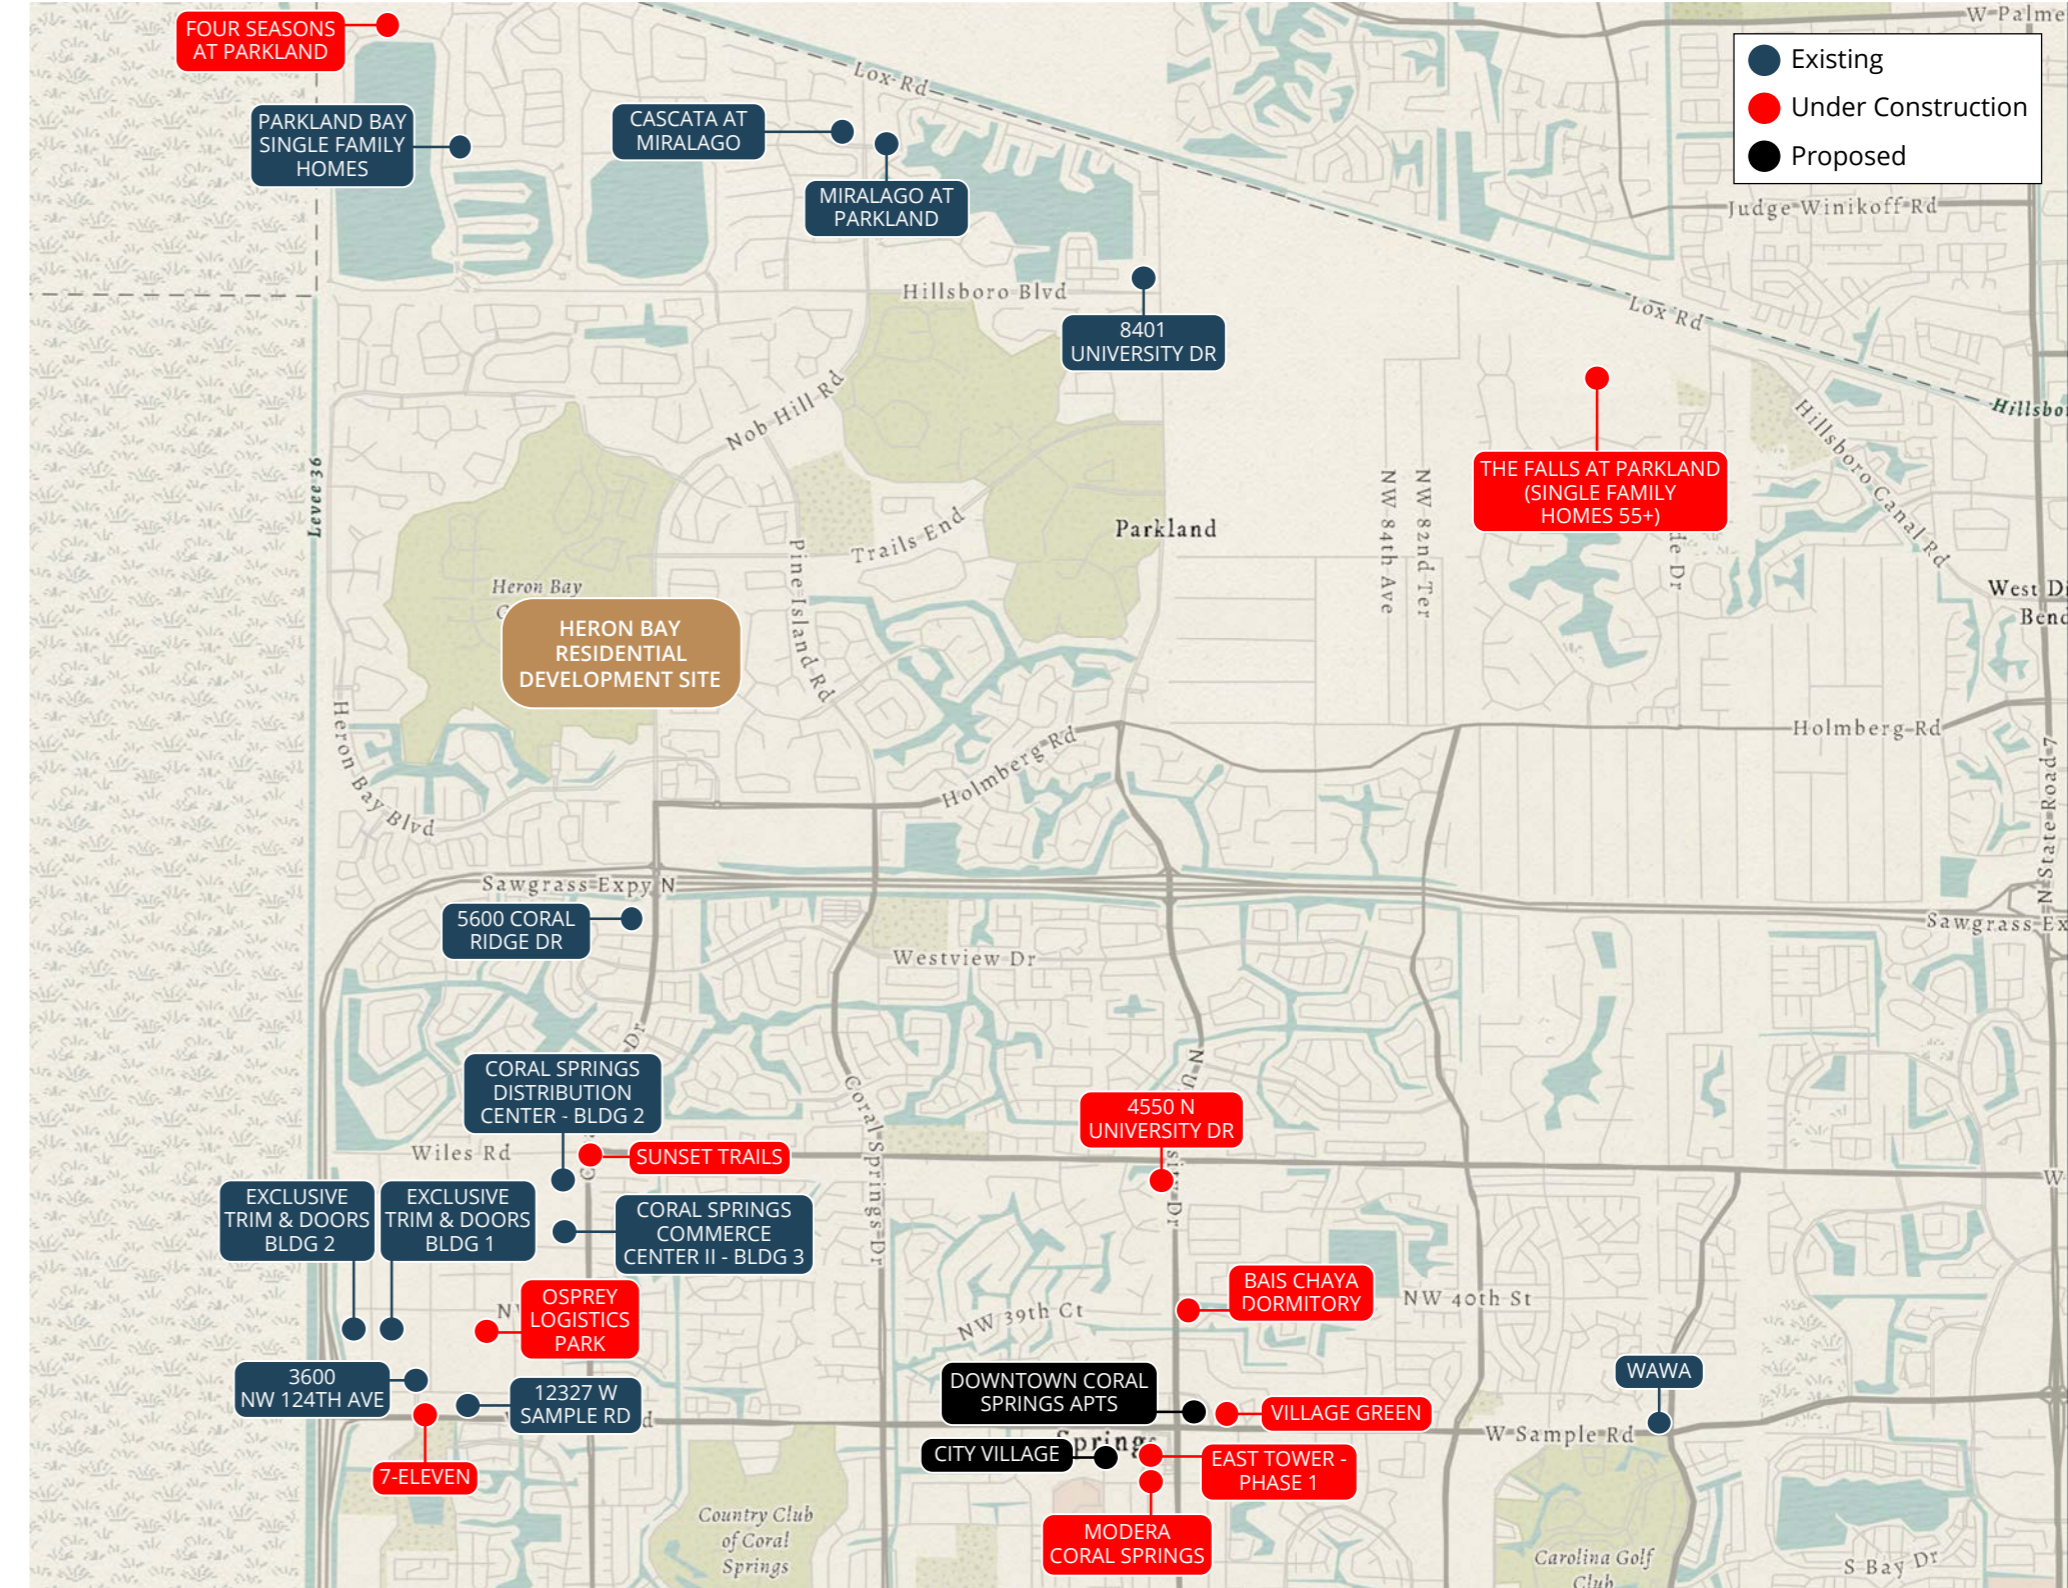 FOUR SEASONS
AT PARKLAND
W Palme
Existing
Under Construction
Proposed
Lox Rd
PARKLAND BAY
SINGLE FAMILY
HOMES
CASCATA AT
MIRALAGO
MIRALAGO AT
PARKLAND
Judge Winikoff Rd
Hillsboro Blvd
8401
UNIVERSITY DR
Lox Rd
Hillsbo
Nob Hill Rd
Hillsboro Canal Rd
Levee 36
THE FALLS AT PARKLAND
(SINGLE FAMILY
HOMES 55+)
NW 84th Ave
NW 82nd Ter
Parkland
Trails End
Pine Island Rd
de Dr
Heron Bay
HERON BAY
RESIDENTIAL
DEVELOPMENT SITE
West D
Bend
Heron Bay Blvd
Holmberg Rd
Holmberg Rd
N State Road 7
Sawgrass Expy N
Sawgrass Ex
5600 CORAL
RIDGE DR
Westview Dr
Dr
CORAL SPRINGS
DISTRIBUTION
CENTER - BLDG 2
Coral Springs Dr
N U
sity Dr
4550 N
UNIVERSITY DR
Wiles Rd
SUNSET TRAILS
W
EXCLUSIVE
TRIM & DOORS
BLDG 2
EXCLUSIVE
TRIM & DOORS
BLDG 1
CORAL SPRINGS
COMMERCE
CENTER II - BLDG 3
OSPREY
LOGISTICS
PARK
BAIS CHAYA
DORMITORY
NW 40th St
NW 39th Ct
3600
NW 124TH AVE
12327 W
SAMPLE RD
d
DOWNTOWN CORAL
SPRINGS APTS
VILLAGE GREEN
WAWA
W Sample Rd
Springs
CITY VILLAGE
EAST TOWER -
PHASE 1
7-ELEVEN
MODERA
CORAL SPRINGS
Country Club
of Coral
Springs
Carolina Golf
Club
S Bay Dr